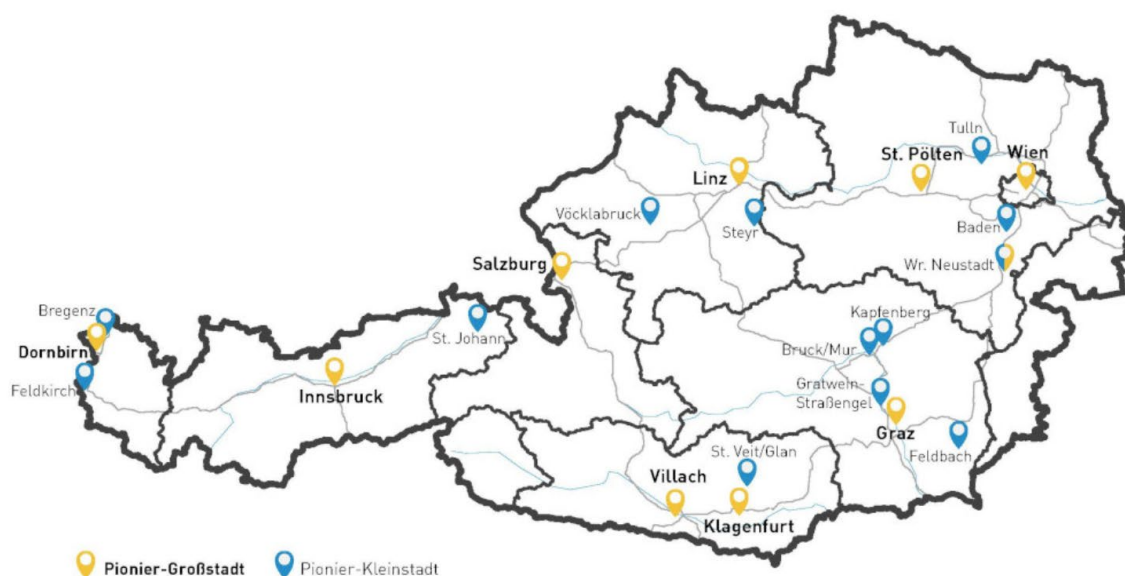 Tulln
St. Pölten
Wien
Linz
Vöcklabruck
Steyr
Baden
Salzburg
Wr. Neustadt
Bregenz
Kapfenberg
St. Johann
Dornbirn
Bruck/Mur
Feldkirch
Innsbruck
Gratwein-
Straßengel
Graz
Feldbach
St. Veit/Glan
Villach
Klagenfurt
Pionier-Großstadt
Pionier-Kleinstadt